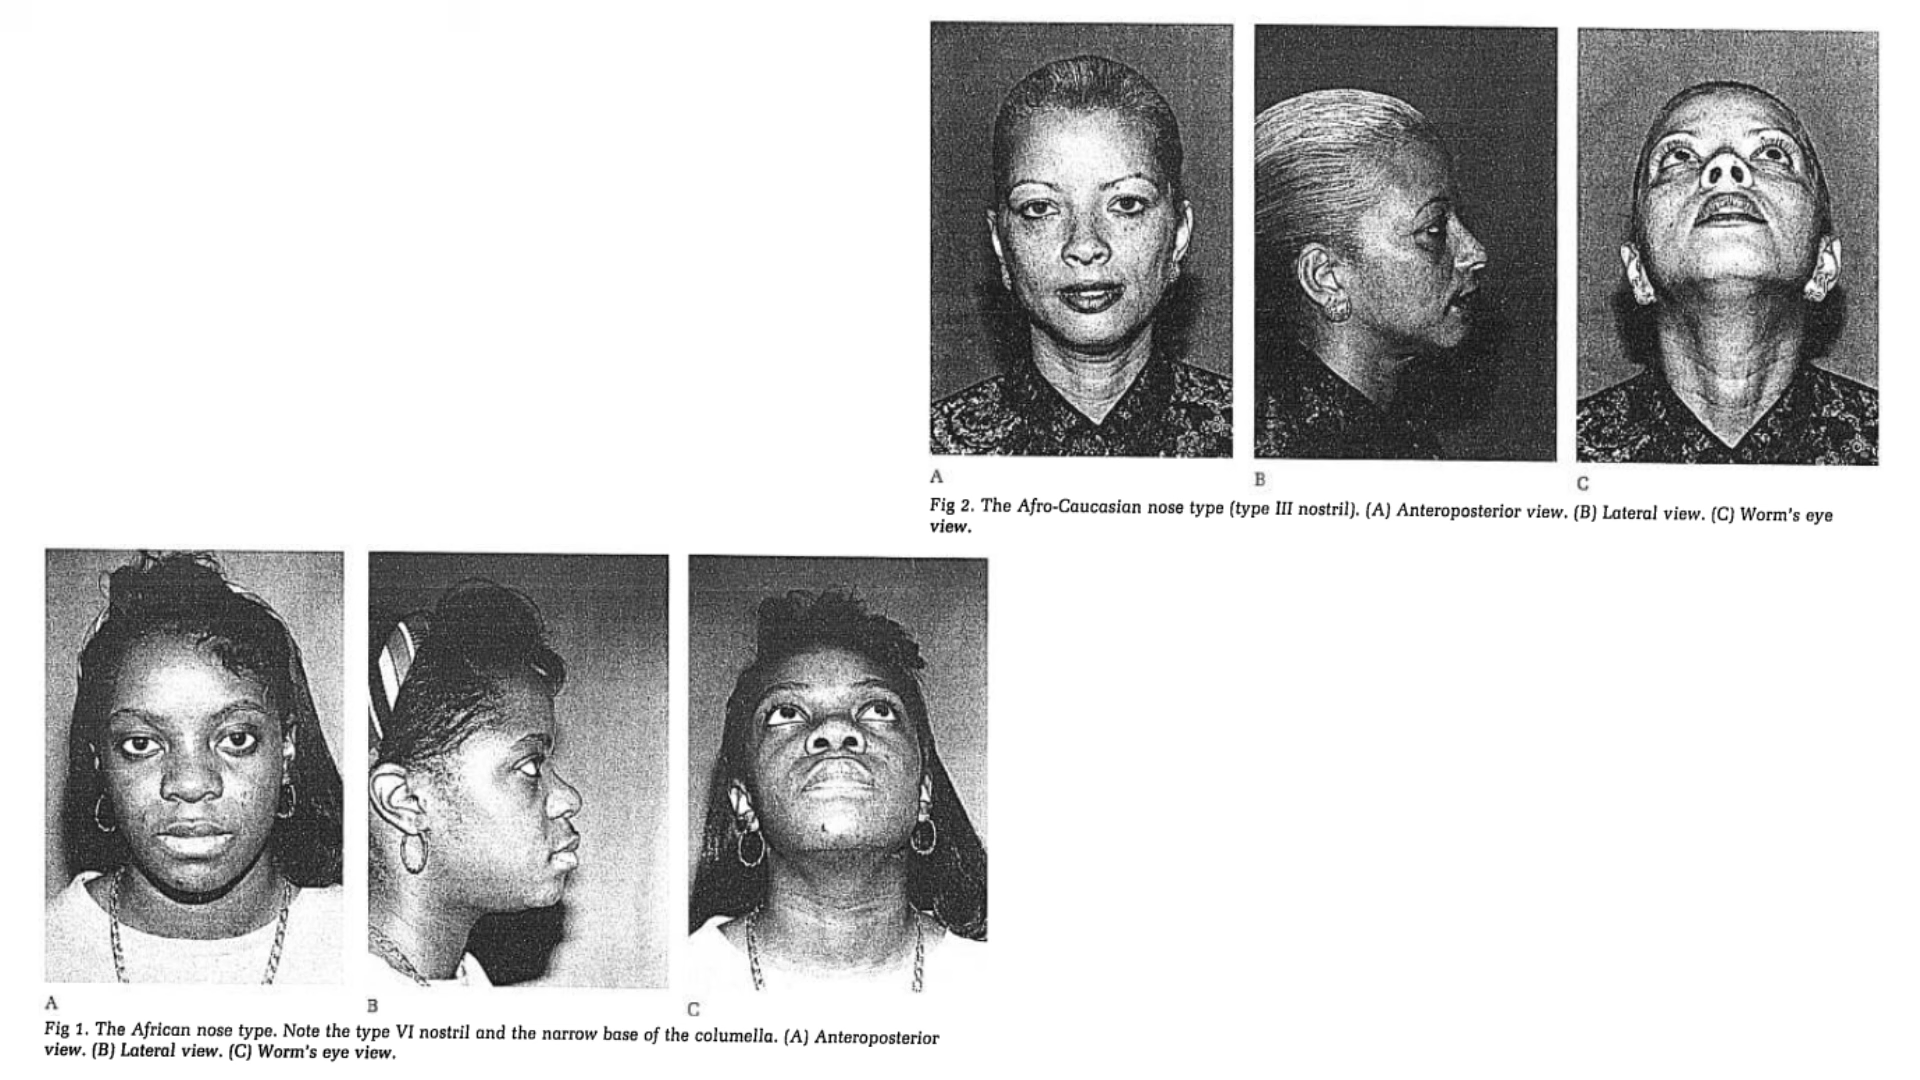 A
B
C
Fig 2. The Afro-Caucasian nose type (type III nostril). (A) Anteroposterior view. (B) Lateral view. (C) Worm's eye
view.
A
B
C
Fig 1. The African nose type. Note the type VI nostril and the narrow base of the columella. (A) Anteroposterior
view. (B) Lateral view. (C) Worm's eye view.